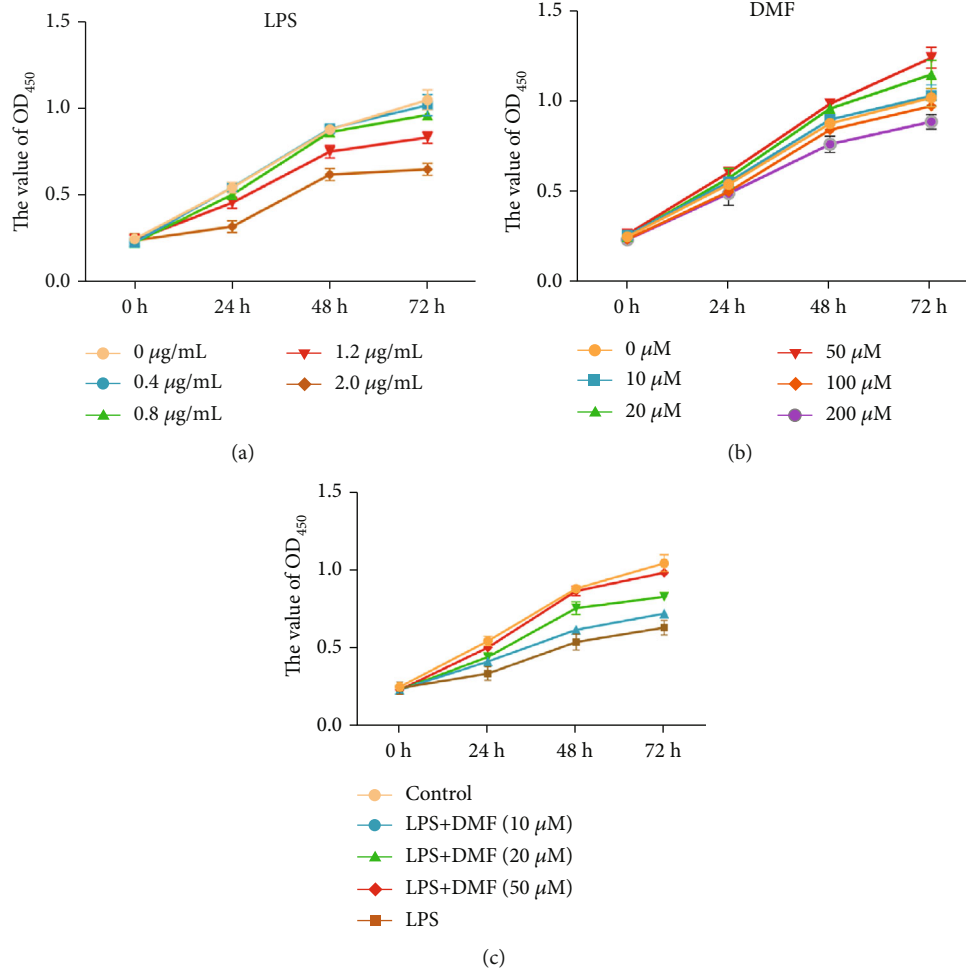 LPS
The value of OD450
1.5
1.0
0.5
0.0
0 h 24 h 48 h 72 h
0 μg/mL
0.4 μg/mL
0.8 μg/mL
1.2 μg/mL
2.0 μg/mL
(a)
DMF
The value of OD450
1.5
1.0
0.5
0.0
0 h 24 h 48 h 72 h
0 μM
10 μM
20 μM
50 μM
100 μM
200 μM
(b)
The value of OD450
1.5
1.0
0.5
0.0
0 h 24 h 48 h 72 h
Control
LPS+DMF (10 μM)
LPS+DMF (20 μM)
LPS+DMF (50 μM)
LPS
(c)